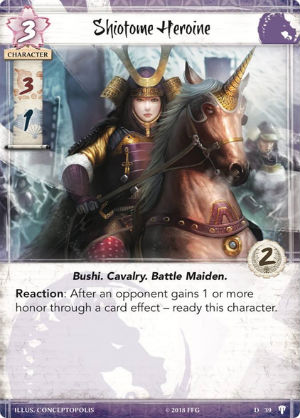 3
Shiotome Heroine
CHARACTER
3
1
2
Bushi. Cavalry. Battle Maiden.
Reaction: After an opponent gains 1 or more
honor through a card effect – ready this character.
ILLUS. CONCEPTOPOLIS © 2018 FFG D 39